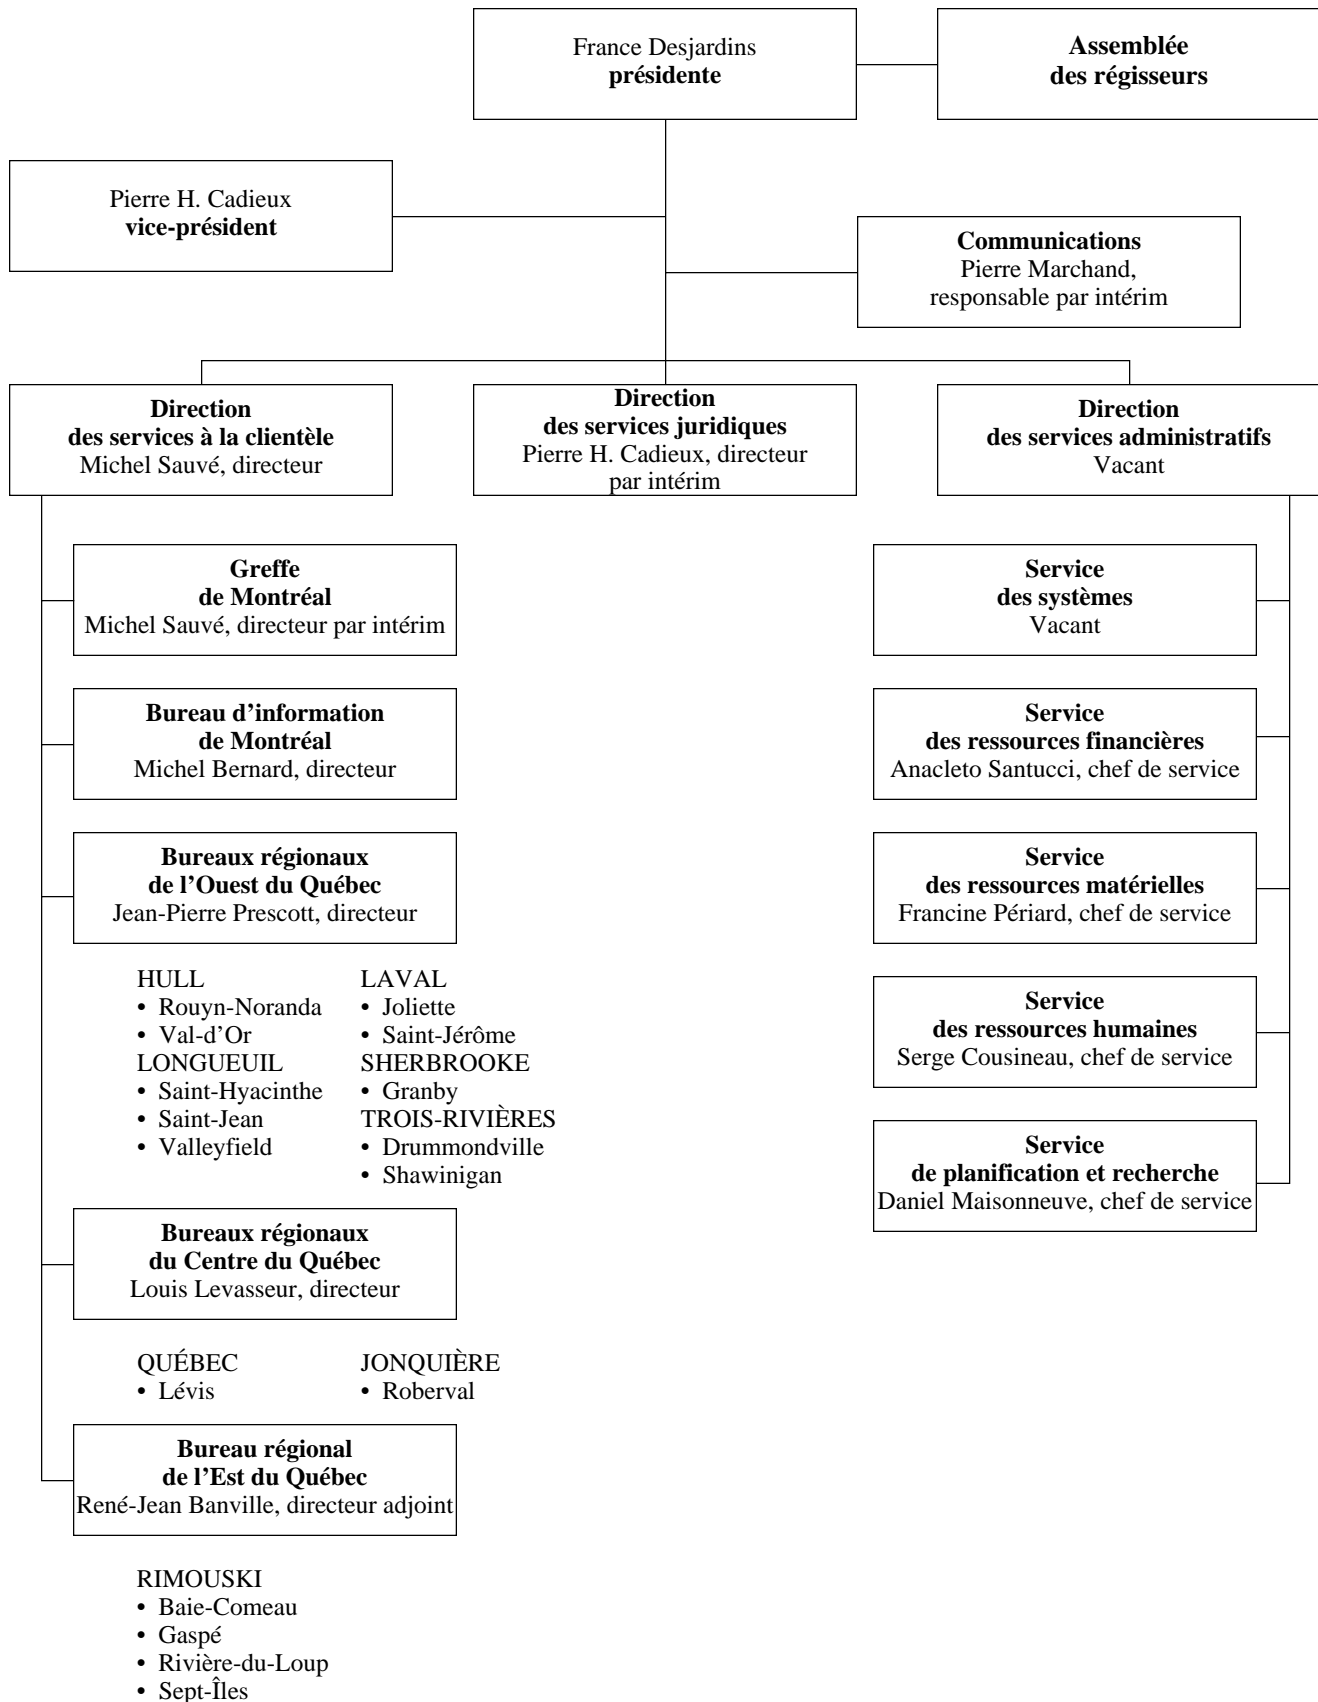 France Desjardins
présidente
Assemblée
des régisseurs
Pierre H. Cadieux
vice-président
Communications
Pierre Marchand,
responsable par intérim
Direction
des services à la clientèle
Michel Sauvé, directeur
Direction
des services juridiques
Pierre H. Cadieux, directeur
par intérim
Direction
des services administratifs
Vacant
Greffe
de Montréal
Michel Sauvé, directeur par intérim
Bureau d’information
de Montréal
Michel Bernard, directeur
Bureaux régionaux
de l’Ouest du Québec
Jean-Pierre Prescott, directeur
HULL
• Rouyn-Noranda
• Val-d’Or
LONGUEUIL
• Saint-Hyacinthe
• Saint-Jean
• Valleyfield
LAVAL
• Joliette
• Saint-Jérôme
SHERBROOKE
• Granby
TROIS-RIVIÈRES
• Drummondville
• Shawinigan
Bureaux régionaux
du Centre du Québec
Louis Levasseur, directeur
QUÉBEC
• Lévis
JONQUIÈRE
• Roberval
Bureau régional
de l’Est du Québec
René-Jean Banville, directeur adjoint
RIMOUSKI
• Baie-Comeau
• Gaspé
• Rivière-du-Loup
• Sept-Îles
Service
des systèmes
Vacant
Service
des ressources financières
Anacleto Santucci, chef de service
Service
des ressources matérielles
Francine Périard, chef de service
Service
des ressources humaines
Serge Cousineau, chef de service
Service
de planification et recherche
Daniel Maisonneuve, chef de service